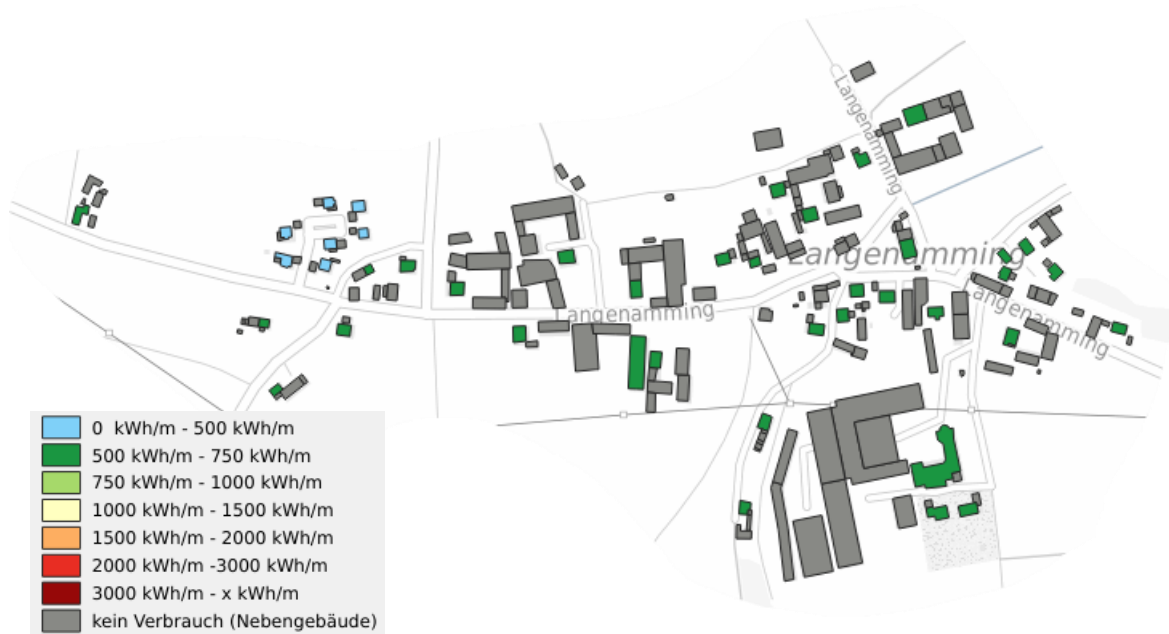 Langenamming
Langenamming
Langenamming
Langenamming
0 kWh/m - 500 kWh/m
500 kWh/m - 750 kWh/m
750 kWh/m - 1000 kWh/m
1000 kWh/m - 1500 kWh/m
1500 kWh/m - 2000 kWh/m
2000 kWh/m -3000 kWh/m
3000 kWh/m - x kWh/m
kein Verbrauch (Nebengebäude)